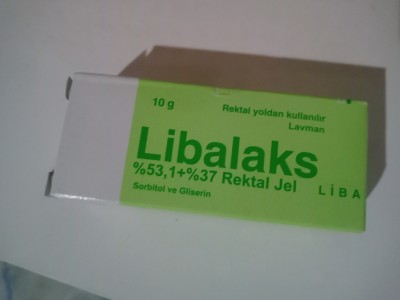 10 g
Rektal yoldan kullanılır
Lavman
Libalaks
%53,1+%37 Rektal Jel
LİBA
Sorbitol ve Gliserin